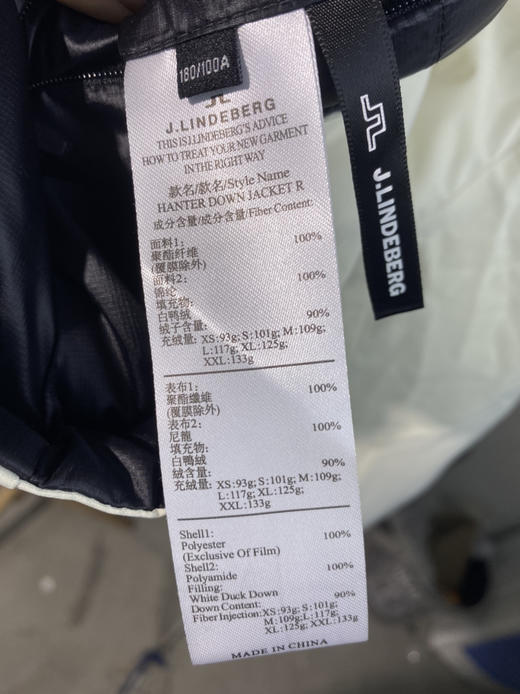 180/100A
J.LINDEBERG
THIS IS J.LINDEBERG'S ADVICE
HOW TO TREAT YOUR NEW GARMENT
IN THE RIGHT WAY
款名/款名/Style Name
HANTER DOWN JACKET R
成分含量/成分含量/Fiber Content:
面料1: 100%
聚酯纤维
(覆膜除外)
面料2: 100%
锦纶
填充物:
白鸭绒
绒子含量: 90%
充绒量: XS:93g; S:101g; M:109g;
L:117g; XL:125g;
XXL:133g
表布1: 100%
聚酯纖維
(覆膜除外)
表布2: 100%
尼龍
填充物:
白鴨絨
絨含量: 90%
充絨量: XS:93g; S:101g; M:109g;
L:117g; XL:125g;
XXL:133g
Shell1: 100%
Polyester
(Exclusive Of Film)
Shell2: 100%
Polyamide
Filling:
White Duck Down
Down Content: 90%
Fiber Injection:XS:93g; S:101g;
M:109g;L:117g;
XL:125g; XXL:133g
MADE IN CHINA
J.LINDEBERG